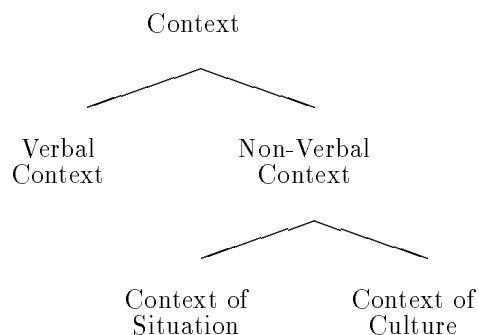 Context
Verbal
Context
Non-Verbal
Context
Context of
Situation
Context of
Culture